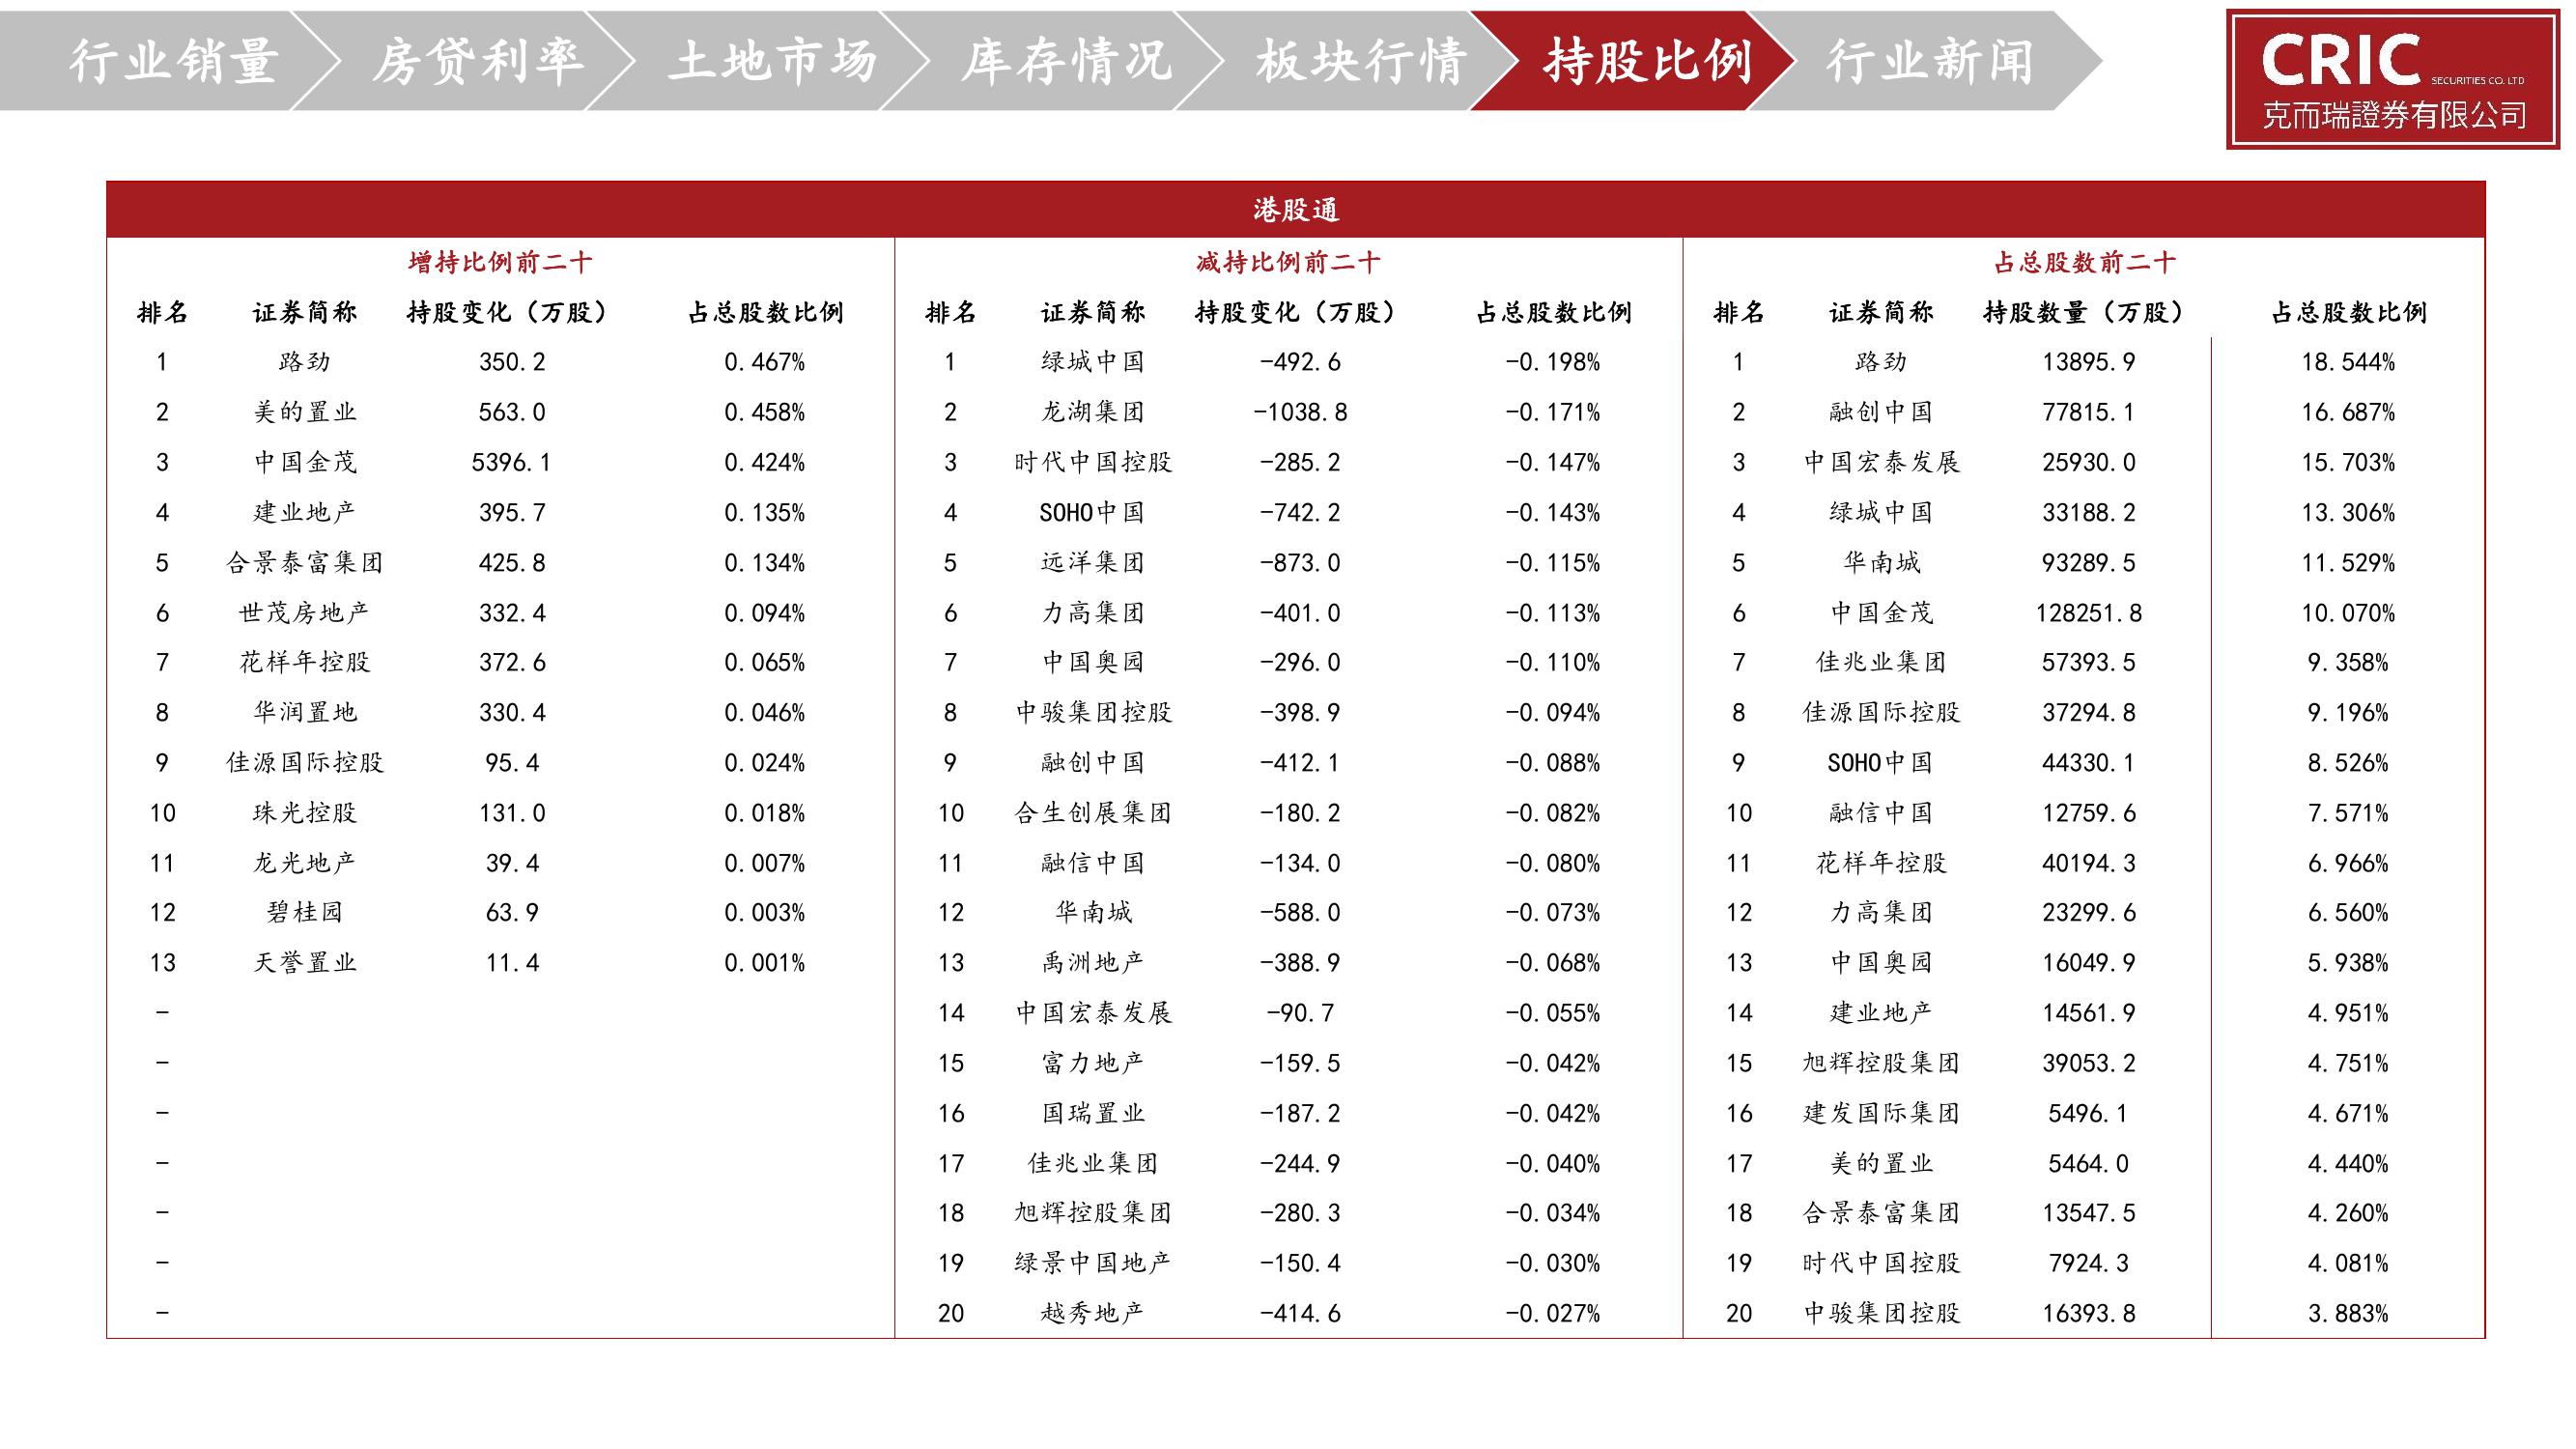 行业销量 房贷利率 土地市场 库存情况 板块行情 持股比例 行业新闻
CRIC SECURITIES CO. LTD
克而瑞證券有限公司
港股通
增持比例前二十 减持比例前二十 占总股数前二十
排名 证券简称 持股变化（万股） 占总股数比例 排名 证券简称 持股变化（万股） 占总股数比例 排名 证券简称 持股数量（万股） 占总股数比例
1 路劲 350.2 0.467% 1 绿城中国 -492.6 -0.198% 1 路劲 13895.9 18.544%
2 美的置业 563.0 0.458% 2 龙湖集团 -1038.8 -0.171% 2 融创中国 77815.1 16.687%
3 中国金茂 5396.1 0.424% 3 时代中国控股 -285.2 -0.147% 3 中国宏泰发展 25930.0 15.703%
4 建业地产 395.7 0.135% 4 SOHO中国 -742.2 -0.143% 4 绿城中国 33188.2 13.306%
5 合景泰富集团 425.8 0.134% 5 远洋集团 -873.0 -0.115% 5 华南城 93289.5 11.529%
6 世茂房地产 332.4 0.094% 6 力高集团 -401.0 -0.113% 6 中国金茂 128251.8 10.070%
7 花样年控股 372.6 0.065% 7 中国奥园 -296.0 -0.110% 7 佳兆业集团 57393.5 9.358%
8 华润置地 330.4 0.046% 8 中骏集团控股 -398.9 -0.094% 8 佳源国际控股 37294.8 9.196%
9 佳源国际控股 95.4 0.024% 9 融创中国 -412.1 -0.088% 9 SOHO中国 44330.1 8.526%
10 珠光控股 131.0 0.018% 10 合生创展集团 -180.2 -0.082% 10 融信中国 12759.6 7.571%
11 龙光地产 39.4 0.007% 11 融信中国 -134.0 -0.080% 11 花样年控股 40194.3 6.966%
12 碧桂园 63.9 0.003% 12 华南城 -588.0 -0.073% 12 力高集团 23299.6 6.560%
13 天誉置业 11.4 0.001% 13 禹洲地产 -388.9 -0.068% 13 中国奥园 16049.9 5.938%
- 14 中国宏泰发展 -90.7 -0.055% 14 建业地产 14561.9 4.951%
- 15 富力地产 -159.5 -0.042% 15 旭辉控股集团 39053.2 4.751%
- 16 国瑞置业 -187.2 -0.042% 16 建发国际集团 5496.1 4.671%
- 17 佳兆业集团 -244.9 -0.040% 17 美的置业 5464.0 4.440%
- 18 旭辉控股集团 -280.3 -0.034% 18 合景泰富集团 13547.5 4.260%
- 19 绿景中国地产 -150.4 -0.030% 19 时代中国控股 7924.3 4.081%
- 20 越秀地产 -414.6 -0.027% 20 中骏集团控股 16393.8 3.883%